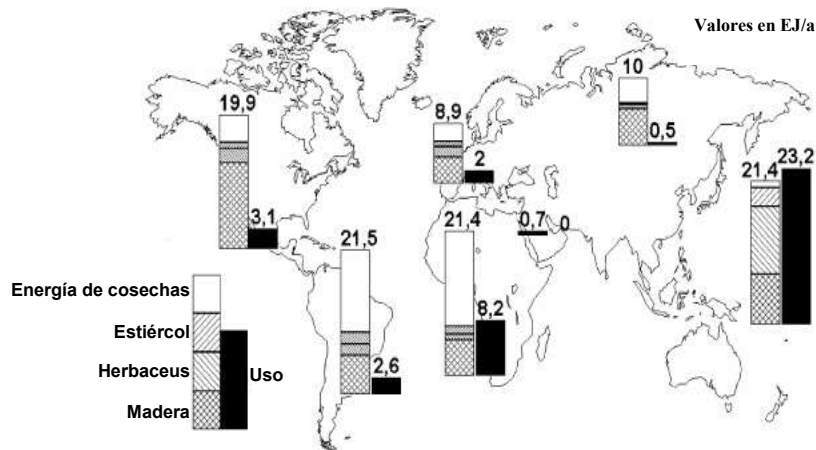 Valores en EJ/a
10
19,9
8,9
0,5
2
21,4 23,2
3,1
21,5
21,4
0,7 0
Energía de cosechas
Estiércol
8,2
Herbaceus
Uso
2,6
Madera